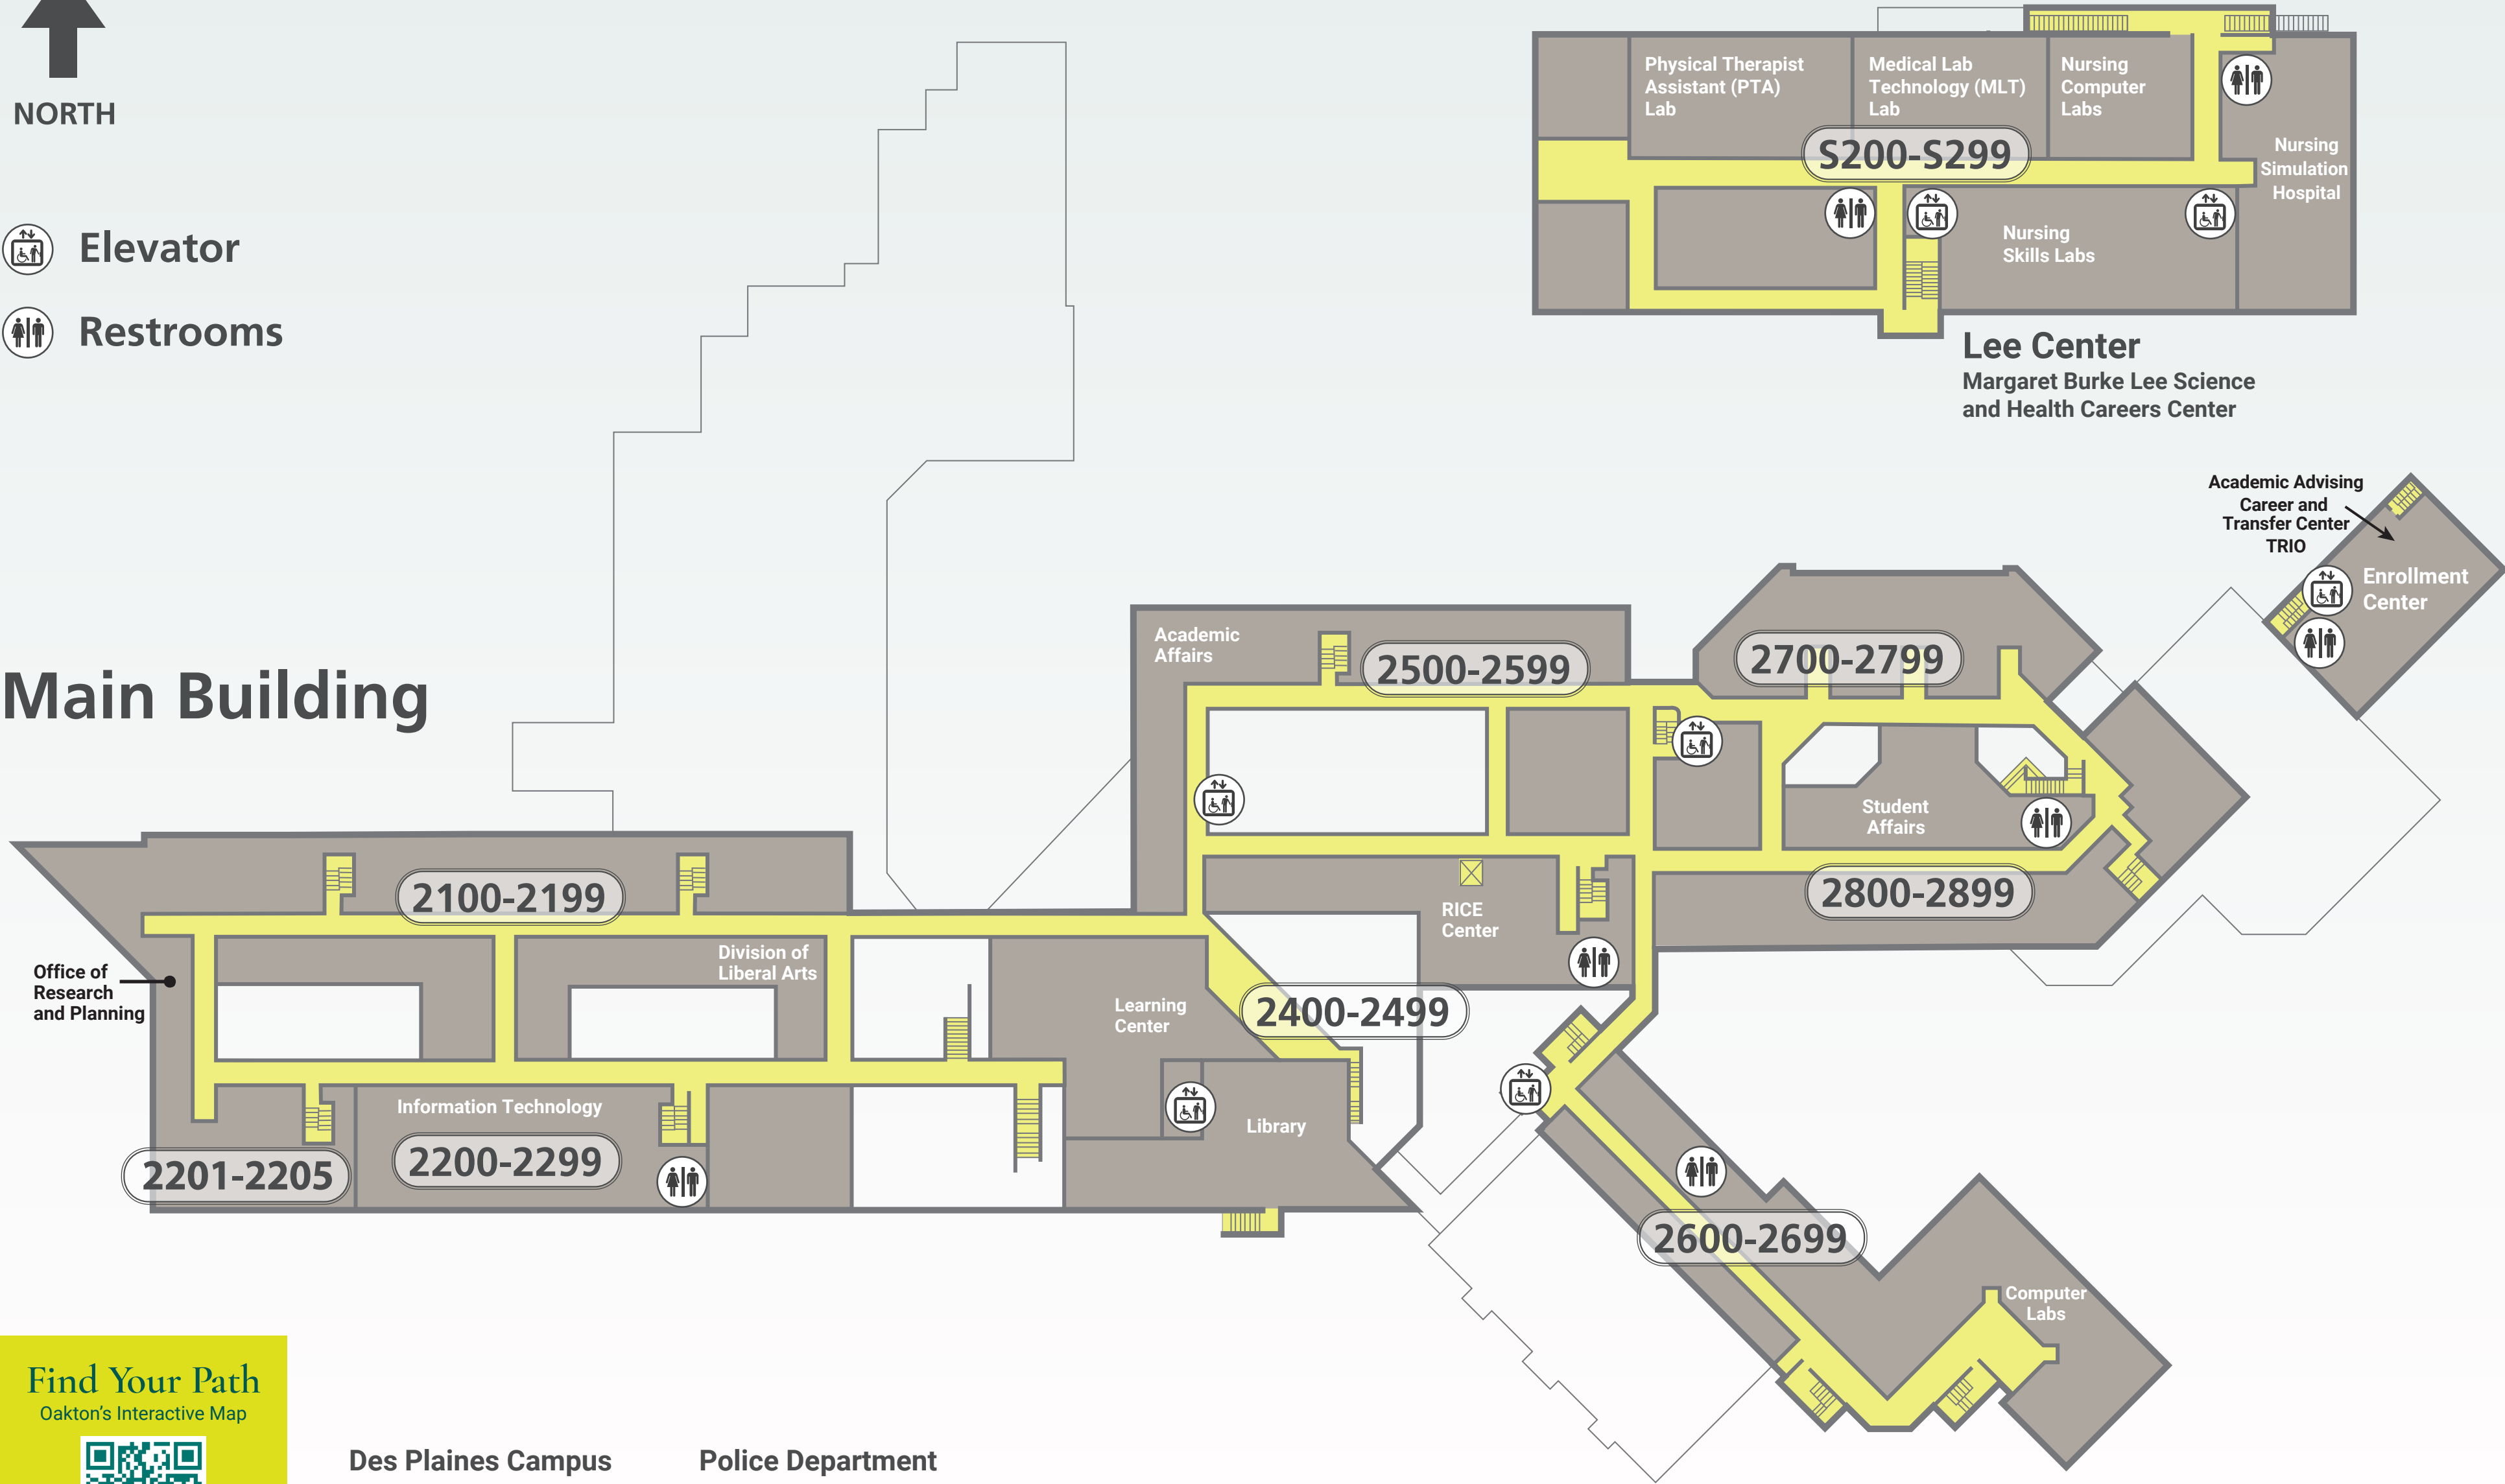 NORTH
Elevator
Restrooms
Physical Therapist
Assistant (PTA)
Lab
Medical Lab
Technology (MLT)
Lab
Nursing
Computer
Labs
S200-S299
Nursing
Simulation
Hospital
Nursing
Skills Labs
Lee Center
Margaret Burke Lee Science
and Health Careers Center
Academic Advising
Career and
Transfer Center
TRIO
Enrollment
Center
Main Building
Academic
Affairs
2500-2599
2700-2799
Student
Affairs
2800-2899
2100-2199
RICE
Center
Division of
Liberal Arts
Office of
Research
and Planning
Learning
Center
2400-2499
Information Technology
Library
2201-2205
2200-2299
2600-2699
Computer
Labs
Find Your Path
Oakton’s Interactive Map
Des Plaines Campus
Police Department